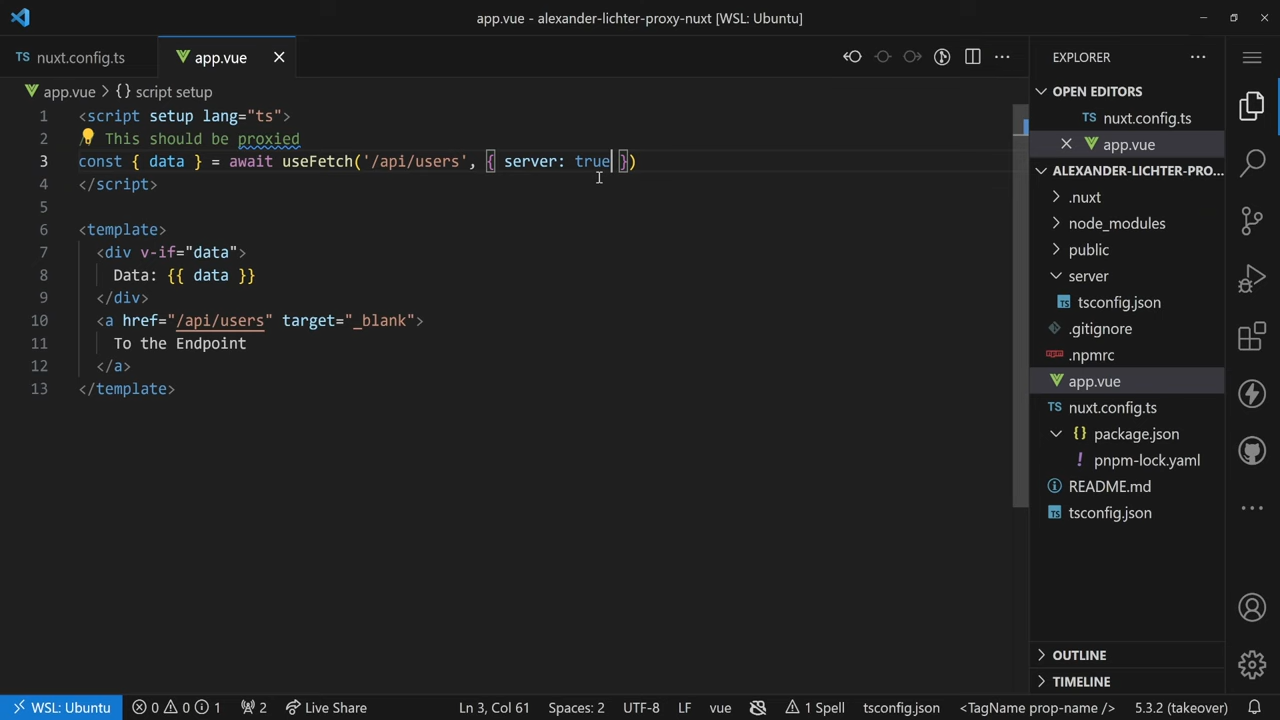 app.vue - alexander-lichter-proxy-nuxt [WSL: Ubuntu]
TS nuxt.config.ts
app.vue
app.vue > {} script setup
1 <script setup lang="ts">
2 / This should be proxied
3 const { data } = await useFetch('/api/users', { server: true })
4 </script>
5
6 <template>
7 <div v-if="data">
8 Data: {{ data }}
9 </div>
10 <a href="/api/users" target="_blank">
11 To the Endpoint
12 </a>
13 </template>
EXPLORER
OPEN EDITORS
TS nuxt.config.ts
app.vue
ALEXANDER-LICHTER-PRO...
.nuxt
node_modules
public
server
TS tsconfig.json
.gitignore
.npmrc
app.vue
TS nuxt.config.ts
{} package.json
! pnpm-lock.yaml
README.md
TS tsconfig.json
OUTLINE
TIMELINE
WSL: Ubuntu 0 0 1 2 Live Share Ln 3, Col 61 Spaces: 2 UTF-8 LF vue 1 Spell tsconfig.json <TagName prop-name /> 5.3.2 (takeover)